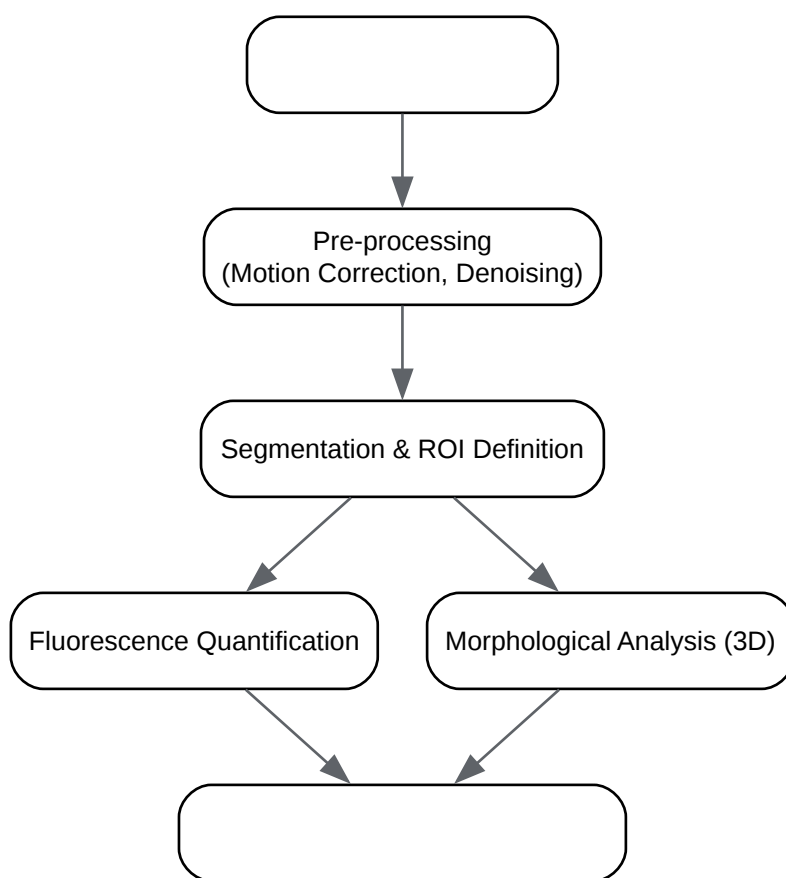 Pre-processing
(Motion Correction, Denoising)
Segmentation & ROI Definition
Fluorescence Quantification
Morphological Analysis (3D)